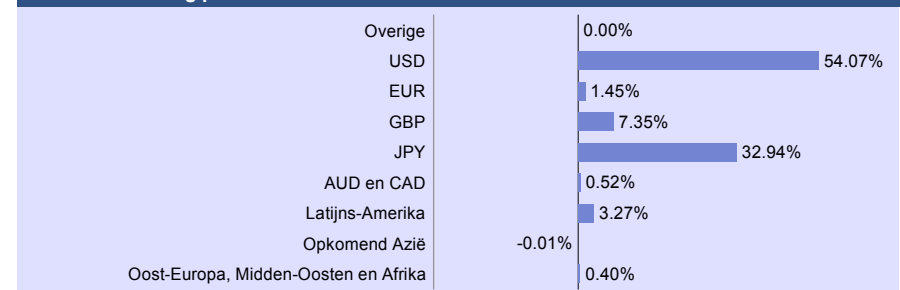 Overige 0.00%
USD 54.07%
EUR 1.45%
GBP 7.35%
JPY 32.94%
AUD en CAD 0.52%
Latijns-Amerika 3.27%
Opkomend Azië -0.01%
Oost-Europa, Midden-Oosten en Afrika 0.40%